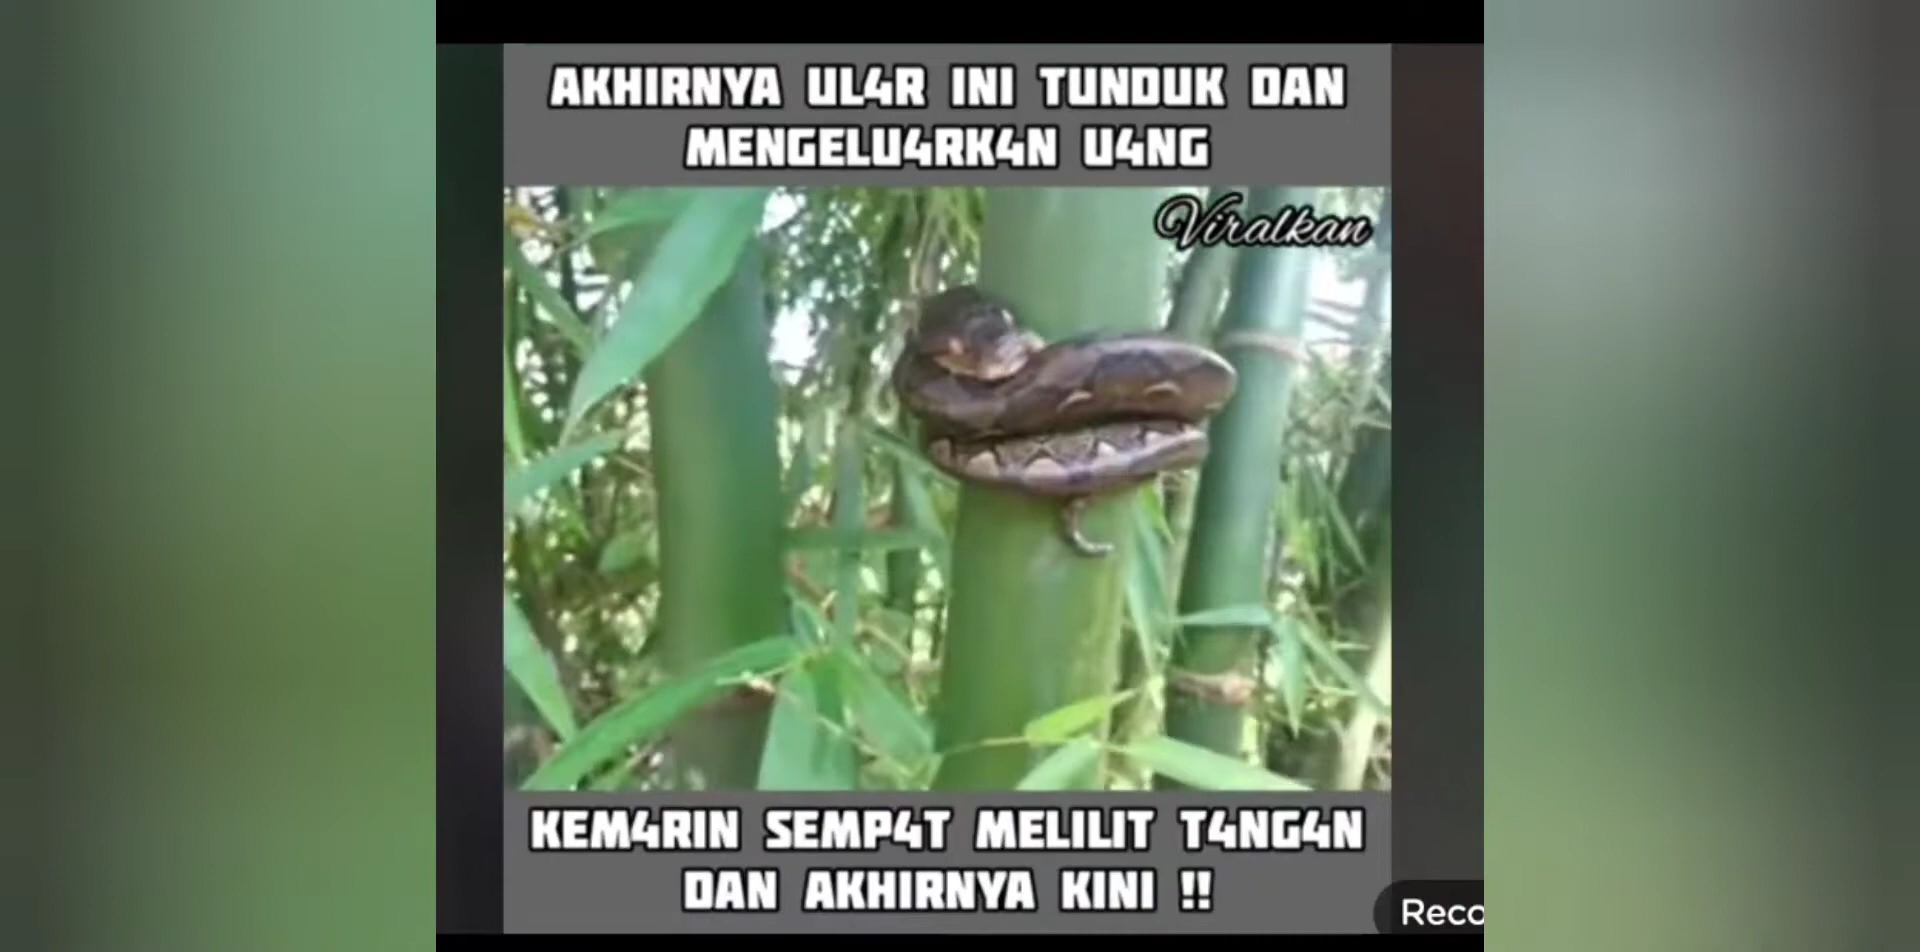 AKHIRNYA UL4R INI TUNDUK DAN
MENGELU4RK4N U4NG
Viralkan
KEM4RIN SEMP4T MELILIT T4NG4N
DAN AKHIRNYA KINI !!
Reco